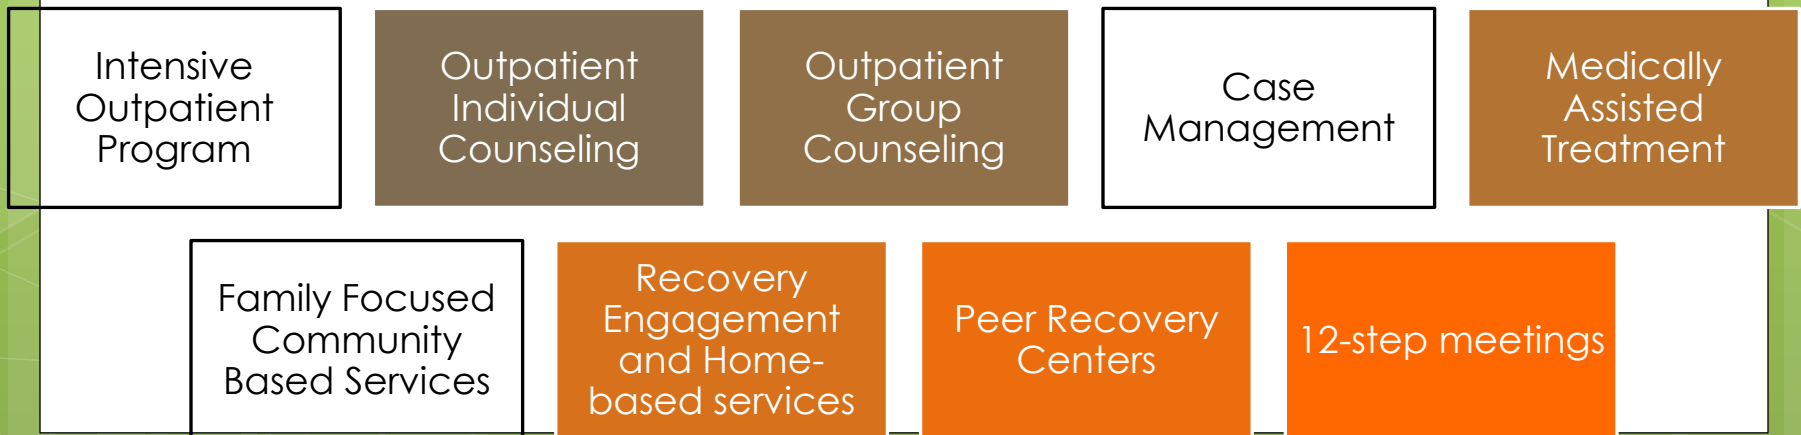 Intensive
Outpatient
Program
Outpatient
Individual
Counseling
Outpatient
Group
Counseling
Case
Management
Medically
Assisted
Treatment
Family Focused
Community
Based Services
Recovery
Engagement
and Home-
based services
Peer Recovery
Centers
12-step meetings